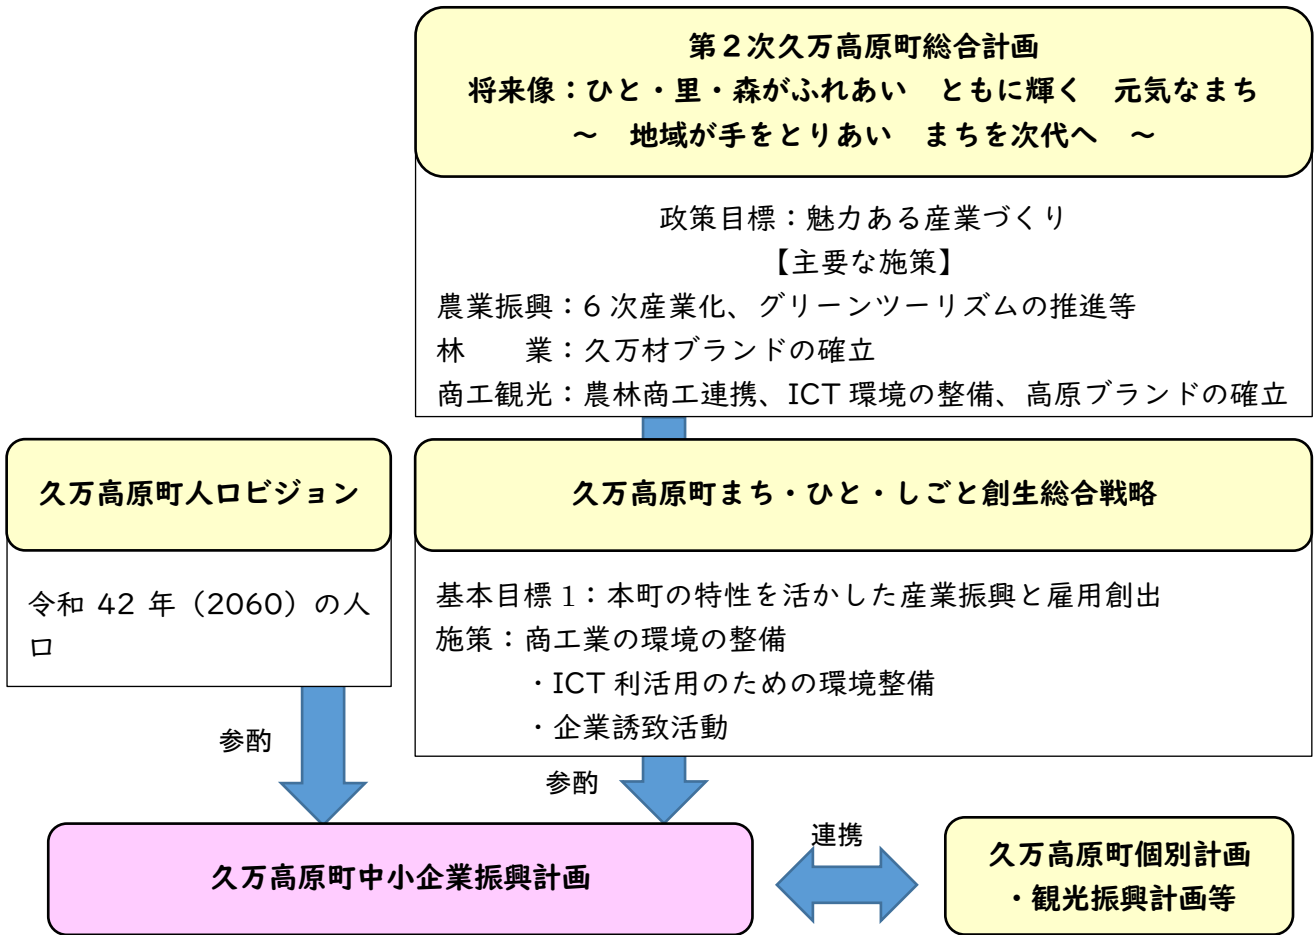 第2次久万高原町総合計画
将来像：ひと・里・森がふれあい　ともに輝く　元気なまち
～　地域が手をとりあい　まちを次代へ　～
政策目標：魅力ある産業づくり
【主要な施策】
農業振興：6次産業化、グリーンツーリズムの推進等
林　　業：久万材ブランドの確立
商工観光：農林商工連携、ICT 環境の整備、高原ブランドの確立
久万高原町人口ビジョン
令和 42 年（2060）の人
口
久万高原町まち・ひと・しごと創生総合戦略
基本目標1：本町の特性を活かした産業振興と雇用創出
施策：商工業の環境の整備
・ICT 利活用のための環境整備
・企業誘致活動
参酌
参酌
久万高原町中小企業振興計画
連携
久万高原町個別計画
・観光振興計画等